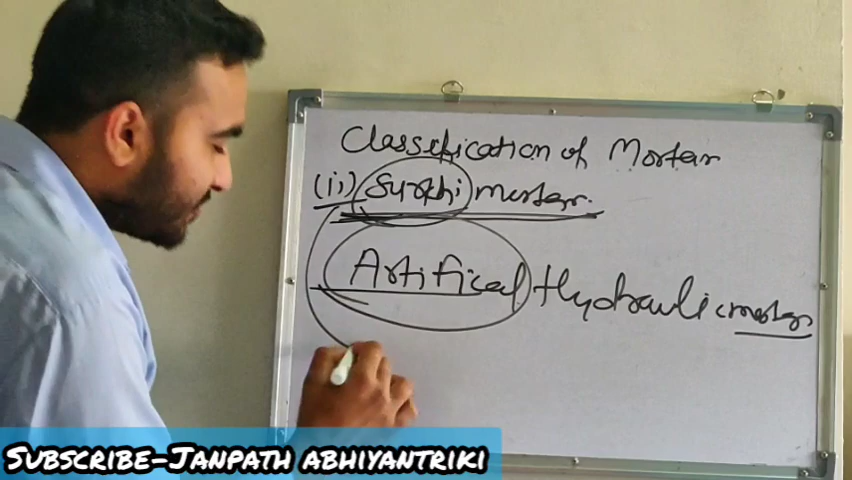 Classification of Mortar
(ii) Surkhi mortar.
Artifical Hydraulic mortar
SUBSCRIBE-JANPATH ABHIYANTRIKI